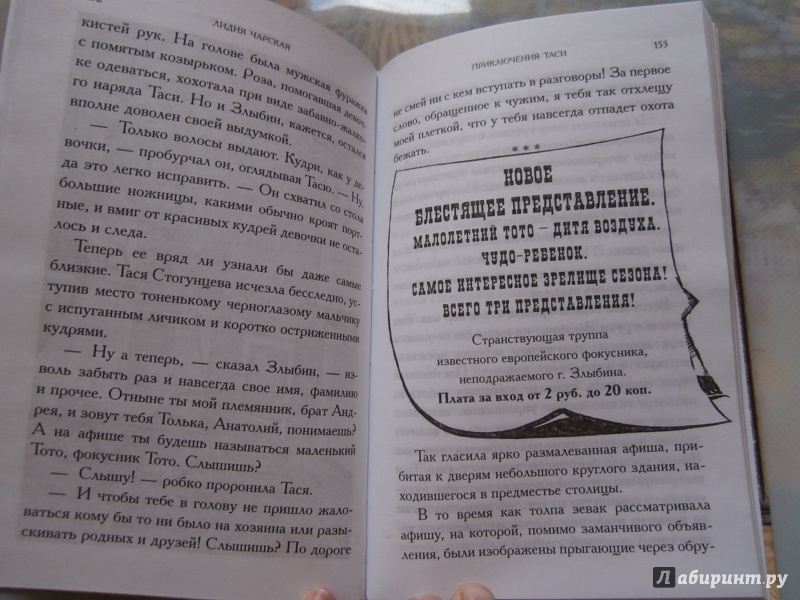 ЛИДИЯ ЧАРСКАЯ
кистей рук. На голове была мужская фуражка
с помятым козырьком. Роза, помогавшая девоч-
ке одеваться, хохотала при виде забавно-жалко-
го наряда Таси. Но и Злыбин, кажется, остался
вполне доволен своей выдумкой.
— Только волосы выдают. Кудри, как у де-
вочки, — пробурчал он, оглядывая Тасю. — Ну,
да это легко исправить. — Он схватил со стола
большие ножницы, какими обычно кроят порт-
ные, и вмиг от красивых кудрей девочки не оста-
лось и следа.
Теперь ее вряд ли узнали бы даже самые
близкие. Тася Стогунцева исчезла бесследно, ус-
тупив место тоненькому черноглазому мальчику
с испуганным личиком и коротко остриженными
кудрями.
— Ну а теперь, — сказал Злыбин, — из-
воль забыть раз и навсегда свое имя, фамилию
и прочее. Отныне ты мой племянник, брат Анд-
рея, и зовут тебя Толька, Анатолий, понимаешь?
А на афише ты будешь называться маленький
Тото, фокусник Тото. Слышишь?
— Слышу! — робко проронила Тася.
— И чтобы тебе в голову не пришло жало-
ваться кому бы то ни было на хозяина или разы-
скивать родных и друзей! Слышишь? По дороге
ПРИКЛЮЧЕНИЯ ТАСИ 153
не смей ни с кем вступать в разговоры! За первое
слово, обращенное к чужим, я тебя так отхлещу
моей плеткой, что у тебя навсегда отпадет охота
бежать.
* * *
НОВОЕ
БЛЕСТЯЩЕЕ ПРЕДСТАВЛЕНИЕ.
МАЛОЛЕТНИЙ ТОТО – ДИТЯ ВОЗДУХА.
ЧУДО-РЕБЕНОК.
САМОЕ ИНТЕРЕСНОЕ ЗРЕЛИЩЕ СЕЗОНА!
ВСЕГО ТРИ ПРЕДСТАВЛЕНИЯ!
Странствующая труппа
известного европейского фокусника,
неподражаемого г. Злыбина.
Плата за вход от 2 руб. до 20 коп.
Так гласила ярко размалеванная афиша, при-
битая к дверям небольшого круглого здания, на-
ходившегося в предместье столицы.
В то время как толпа зевак рассматривала
афишу, на которой, помимо заманчивого объяв-
ления, были изображены прыгающие через обру-
Лабиринт.ру